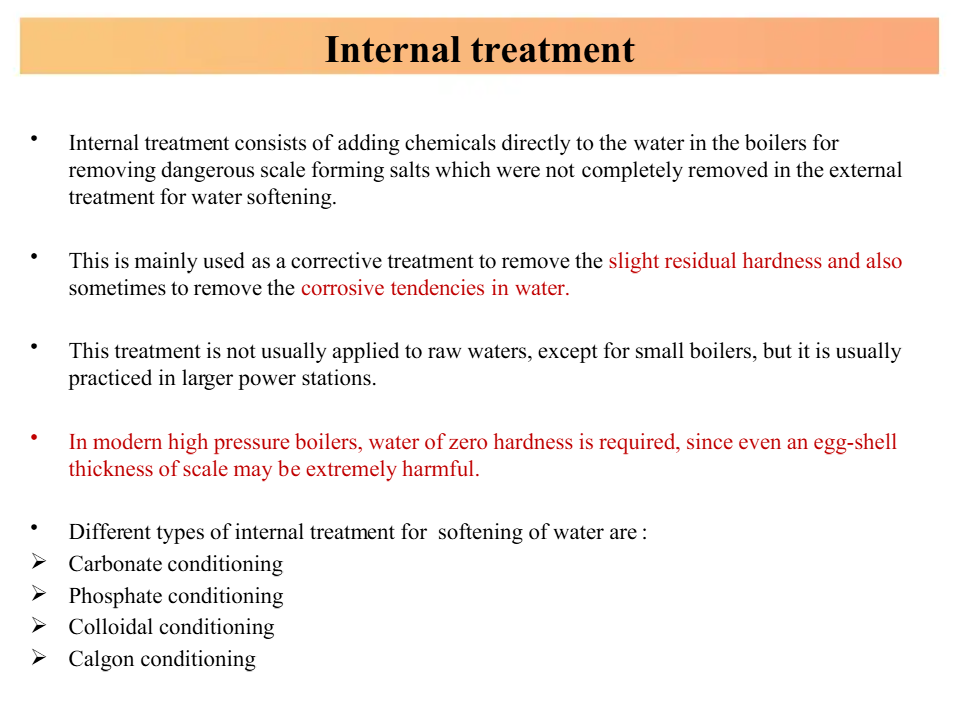 Internal treatment
• Internal treatment consists of adding chemicals directly to the water in the boilers for
removing dangerous scale forming salts which were not completely removed in the external
treatment for water softening.
• This is mainly used as a corrective treatment to remove the slight residual hardness and also
sometimes to remove the corrosive tendencies in water.
• This treatment is not usually applied to raw waters, except for small boilers, but it is usually
practiced in larger power stations.
• In modern high pressure boilers, water of zero hardness is required, since even an egg-shell
thickness of scale may be extremely harmful.
• Different types of internal treatment for  softening of water are :
➢ Carbonate conditioning
➢ Phosphate conditioning
➢ Colloidal conditioning
➢ Calgon conditioning